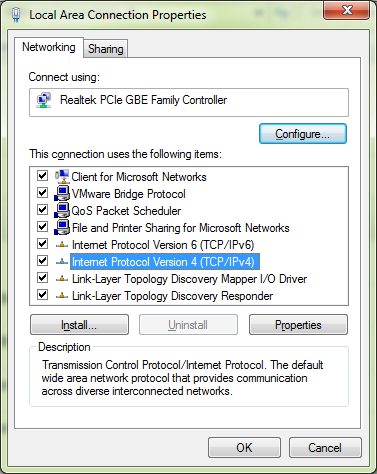 Local Area Connection Properties
Networking
Sharing
Connect using:
Realtek PCIe GBE Family Controller
Configure...
This connection uses the following items:
Client for Microsoft Networks
VMware Bridge Protocol
QoS Packet Scheduler
File and Printer Sharing for Microsoft Networks
Internet Protocol Version 6 (TCP/IPv6)
Internet Protocol Version 4 (TCP/IPv4)
Link-Layer Topology Discovery Mapper I/O Driver
Link-Layer Topology Discovery Responder
Install...
Uninstall
Properties
Description
Transmission Control Protocol/Internet Protocol. The default
wide area network protocol that provides communication
across diverse interconnected networks.
OK
Cancel